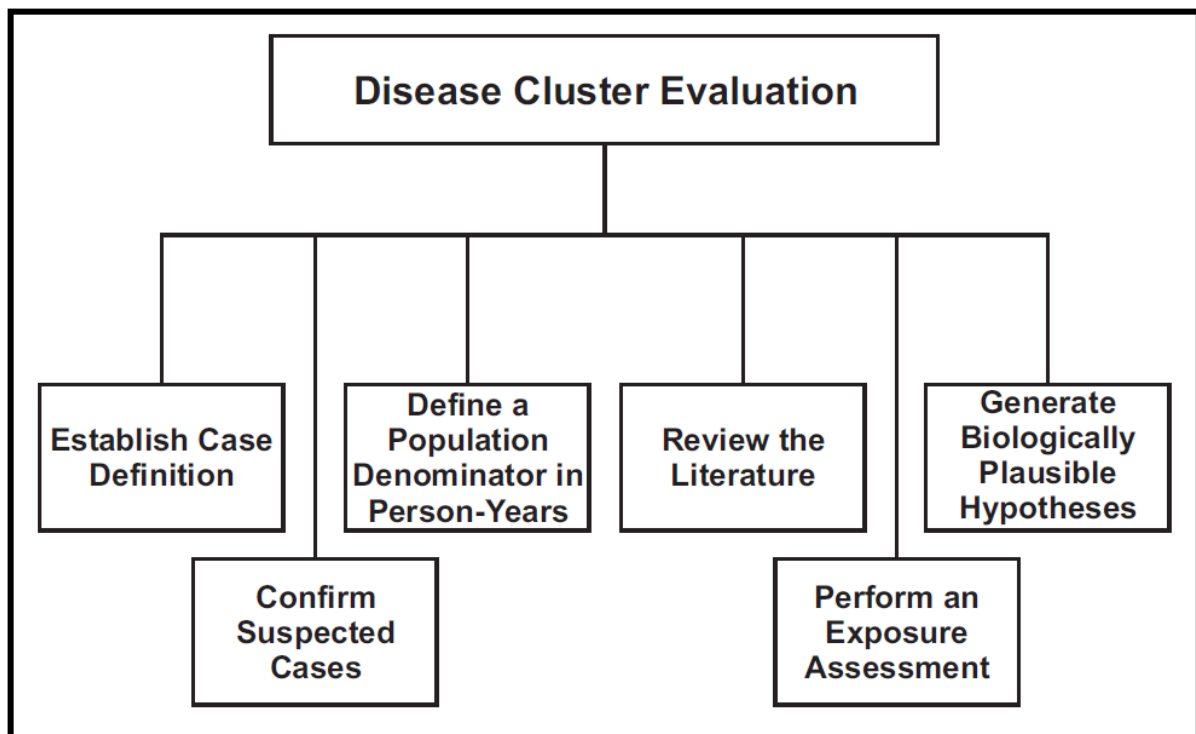 Disease Cluster Evaluation
Establish Case
Definition
Confirm
Suspected
Cases
Define a
Population
Denominator in
Person-Years
Review the
Literature
Perform an
Exposure
Assessment
Generate
Biologically
Plausible
Hypotheses